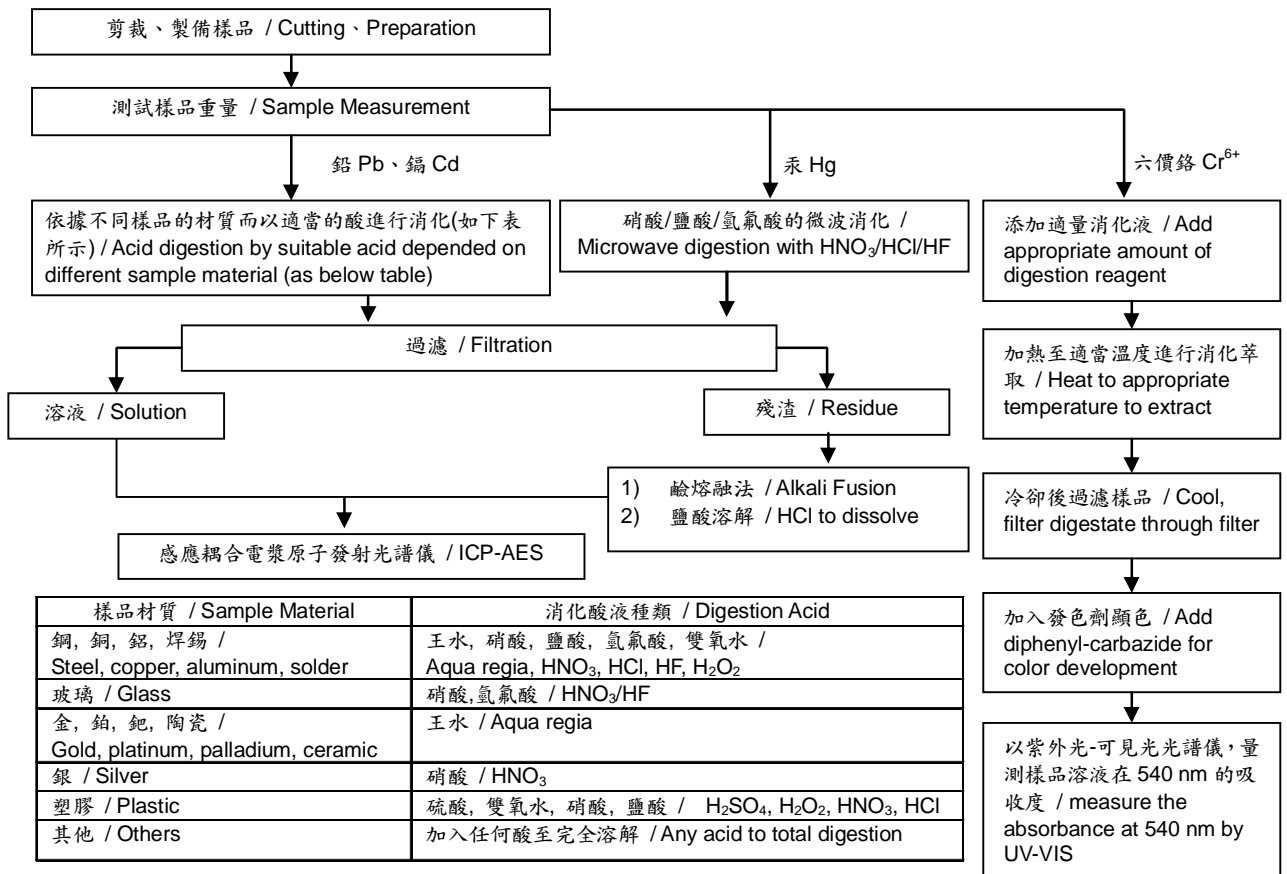 剪裁、製備樣品 / Cutting、Preparation
測試樣品重量 / Sample Measurement
鉛 Pb、鎘 Cd
汞 Hg
六價鉻 Cr⁶⁺
依據不同樣品的材質而以適當的酸進行消化(如下表
所示) / Acid digestion by suitable acid depended on
different sample material (as below table)
硝酸/鹽酸/氫氟酸的微波消化 /
Microwave digestion with HNO₃/HCl/HF
添加適量消化液 / Add
appropriate amount of
digestion reagent
過濾 / Filtration
加熱至適當溫度進行消化萃
取 / Heat to appropriate
temperature to extract
溶液 / Solution
殘渣 / Residue
1) 鹼熔融法 / Alkali Fusion
2) 鹽酸溶解 / HCl to dissolve
冷卻後過濾樣品 / Cool,
filter digestate through filter
感應耦合電漿原子發射光譜儀 / ICP-AES
加入發色劑顯色 / Add
diphenyl-carbazide for
color development
以紫外光-可見光光譜儀，量
測樣品溶液在 540 nm 的吸
收度 / measure the
absorbance at 540 nm by
UV-VIS
樣品材質 / Sample Material
消化酸液種類 / Digestion Acid
鋼, 銅, 鋁, 焊錫 /
Steel, copper, aluminum, solder
王水, 硝酸, 鹽酸, 氫氟酸, 雙氧水 /
Aqua regia, HNO₃, HCl, HF, H₂O₂
玻璃 / Glass
硝酸,氫氟酸 / HNO₃/HF
金, 鉑, 鈀, 陶瓷 /
Gold, platinum, palladium, ceramic
王水 / Aqua regia
銀 / Silver
硝酸 / HNO₃
塑膠 / Plastic
硫酸, 雙氧水, 硝酸, 鹽酸 / H₂SO₄, H₂O₂, HNO₃, HCl
其他 / Others
加入任何酸至完全溶解 / Any acid to total digestion